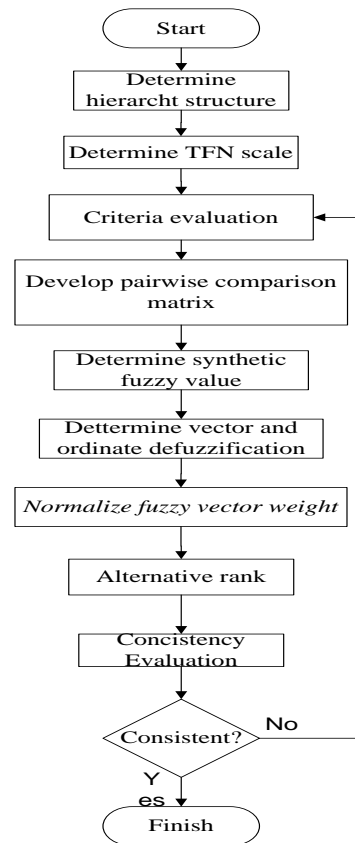 Start
Determine
hierarcht structure
Determine TFN scale
Criteria evaluation
Develop pairwise comparison
matrix
Determine synthetic
fuzzy value
Dettermine vector and
ordinate defuzzification
Normalize fuzzy vector weight
Alternative rank
Concistency
Evaluation
Consistent?
No
Y
es
Finish